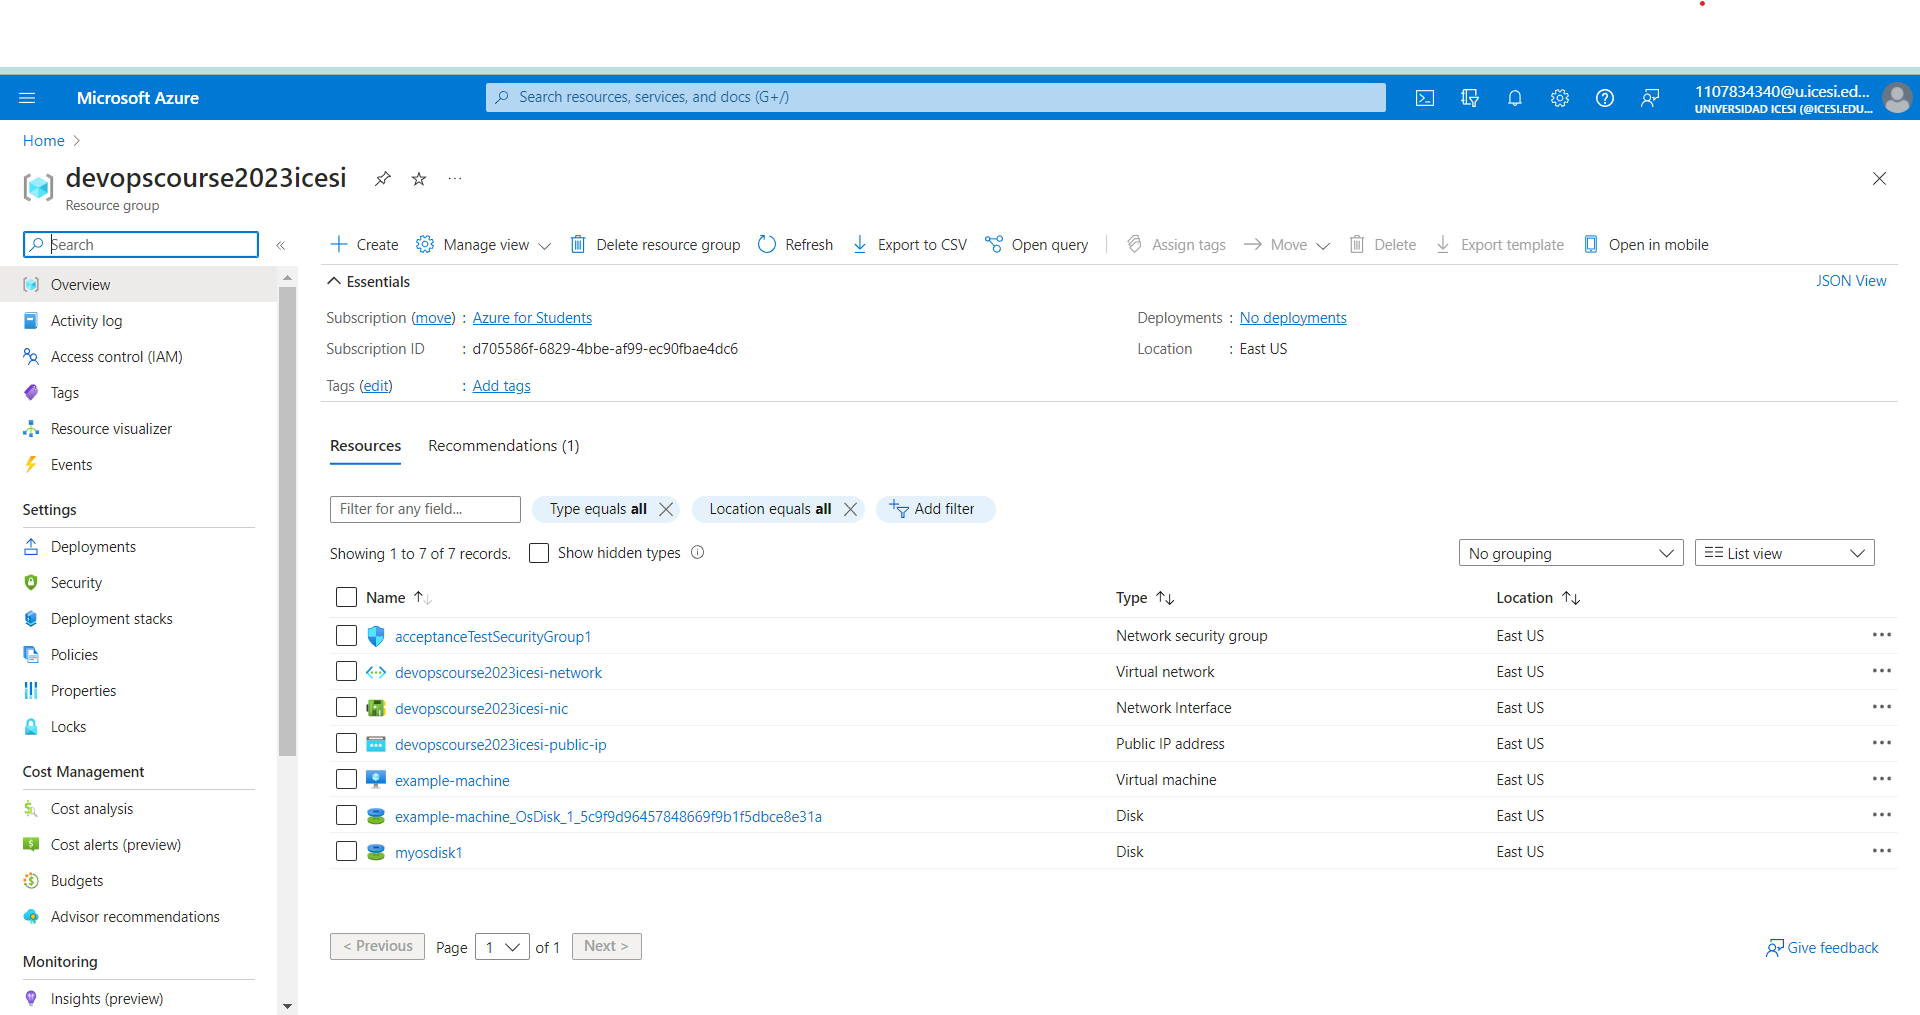 Microsoft Azure
Search resources, services, and docs (G+/)
1107834340@u.icesi.ed...
UNIVERSIDAD ICESI (@ICESI.EDU...
Home >
devopscourse2023icesi
...
Resource group
Search
«
Create
Manage view
Delete resource group
Refresh
Export to CSV
Open query
Assign tags
Move
Delete
Export template
Open in mobile
Overview
Activity log
Access control (IAM)
Tags
Resource visualizer
Events
Settings
Deployments
Security
Deployment stacks
Policies
Properties
Locks
Cost Management
Cost analysis
Cost alerts (preview)
Budgets
Advisor recommendations
Monitoring
Insights (preview)
Essentials
JSON View
Subscription (move) : Azure for Students
Deployments : No deployments
Subscription ID : d705586f-6829-4bbe-af99-ec90fbae4dc6
Location : East US
Tags (edit) : Add tags
Resources
Recommendations (1)
Filter for any field...
Type equals all
Location equals all
Add filter
Showing 1 to 7 of 7 records.
Show hidden types
No grouping
List view
Name Type Location
acceptanceTestSecurityGroup1 Network security group East US
devopscourse2023icesi-network Virtual network East US
devopscourse2023icesi-nic Network Interface East US
devopscourse2023icesi-public-ip Public IP address East US
example-machine Virtual machine East US
example-machine_OsDisk_1_5c9f9d96457848669f9b1f5dbce8e31a Disk East US
myosdisk1 Disk East US
< Previous Page 1 of 1 Next >
Give feedback